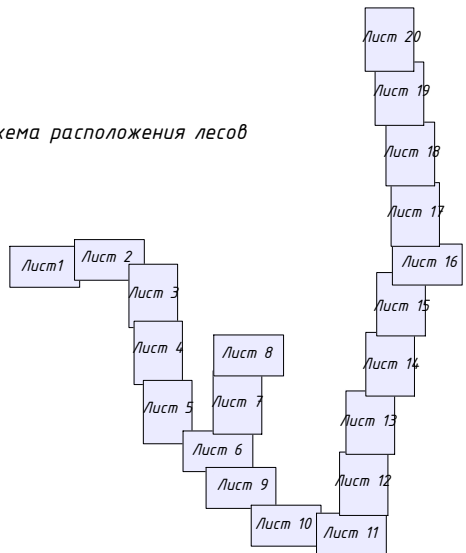 расположения лесов
Лист 20
Лист 19
Лист 18
Лист 17
Лист 16
Лист1
Лист 2
Лист 3
Лист 4
Лист 5
Лист 6
Лист 7
Лист 8
Лист 9
Лист 10
Лист 11
Лист 12
Лист 13
Лист 14
Лист 15